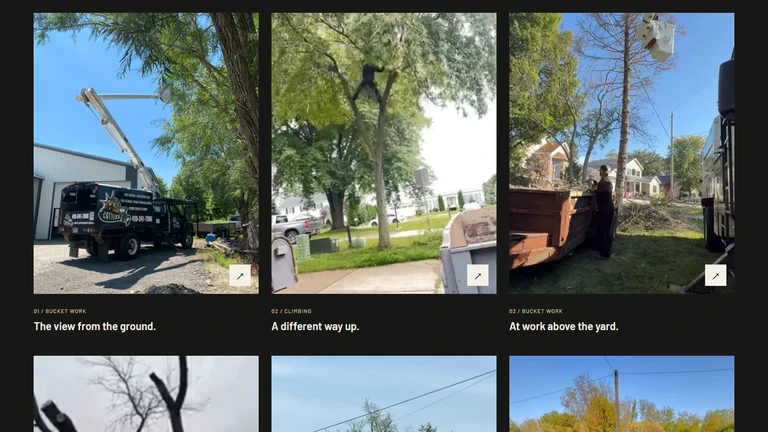 01 / BUCKET WORK
The view from the ground.
02 / CLIMBING
A different way up.
03 / BUCKET WORK
At work above the yard.